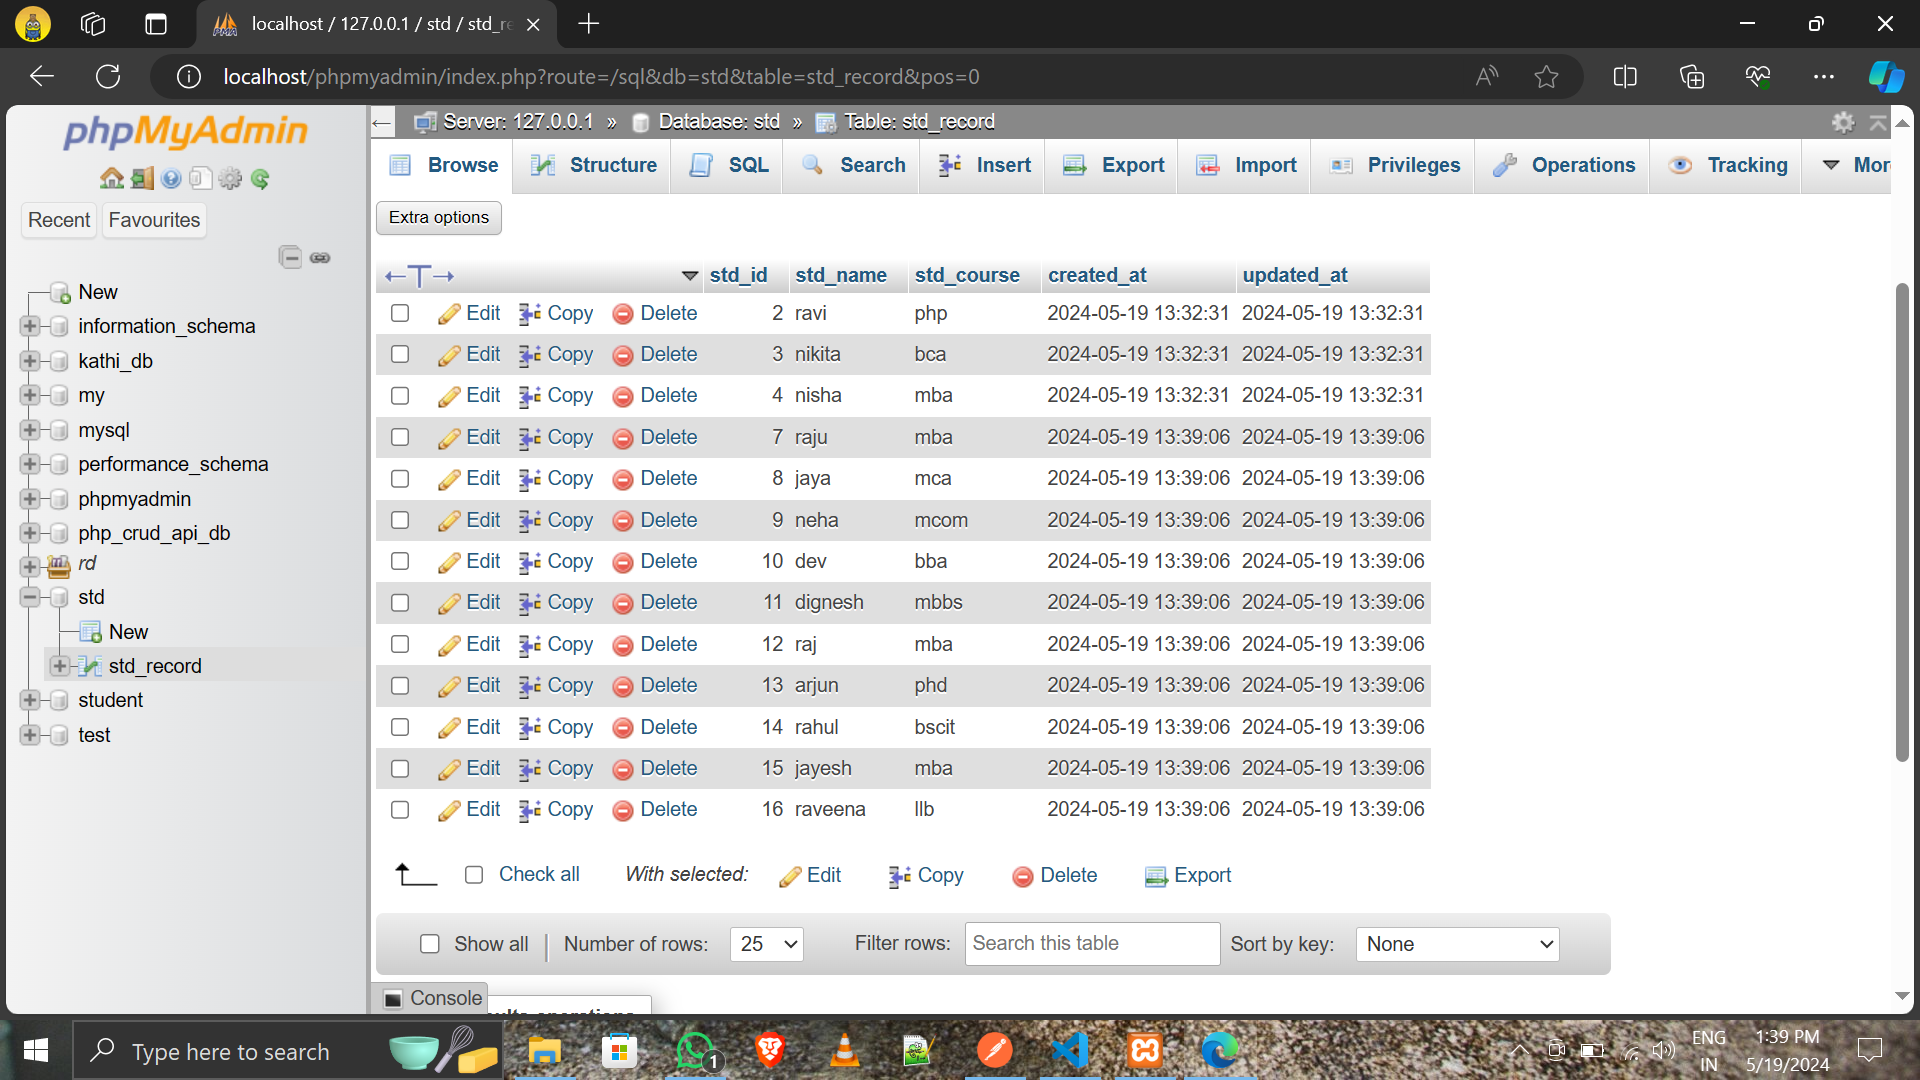 localhost / 127.0.0.1 / std / std_re
localhost/phpmyadmin/index.php?route=/sql&db=std&table=std_record&pos=0
phpMyAdmin
Recent Favourites
New
information_schema
kathi_db
my
mysql
performance_schema
phpmyadmin
php_crud_api_db
rd
std
New
std_record
student
test
Server: 127.0.0.1 » Database: std » Table: std_record
Browse Structure SQL Search Insert Export Import Privileges Operations Tracking More
Extra options
←T→ std_id std_name std_course created_at updated_at
Edit Copy Delete 2 ravi php 2024-05-19 13:32:31 2024-05-19 13:32:31
Edit Copy Delete 3 nikita bca 2024-05-19 13:32:31 2024-05-19 13:32:31
Edit Copy Delete 4 nisha mba 2024-05-19 13:32:31 2024-05-19 13:32:31
Edit Copy Delete 7 raju mba 2024-05-19 13:39:06 2024-05-19 13:39:06
Edit Copy Delete 8 jaya mca 2024-05-19 13:39:06 2024-05-19 13:39:06
Edit Copy Delete 9 neha mcom 2024-05-19 13:39:06 2024-05-19 13:39:06
Edit Copy Delete 10 dev bba 2024-05-19 13:39:06 2024-05-19 13:39:06
Edit Copy Delete 11 dignesh mbbs 2024-05-19 13:39:06 2024-05-19 13:39:06
Edit Copy Delete 12 raj mba 2024-05-19 13:39:06 2024-05-19 13:39:06
Edit Copy Delete 13 arjun phd 2024-05-19 13:39:06 2024-05-19 13:39:06
Edit Copy Delete 14 rahul bscit 2024-05-19 13:39:06 2024-05-19 13:39:06
Edit Copy Delete 15 jayesh mba 2024-05-19 13:39:06 2024-05-19 13:39:06
Edit Copy Delete 16 raveena llb 2024-05-19 13:39:06 2024-05-19 13:39:06
Check all With selected: Edit Copy Delete Export
Show all Number of rows: 25 Filter rows: Search this table Sort by key: None
Console
Type here to search
1
ENG
IN
1:39 PM
5/19/2024